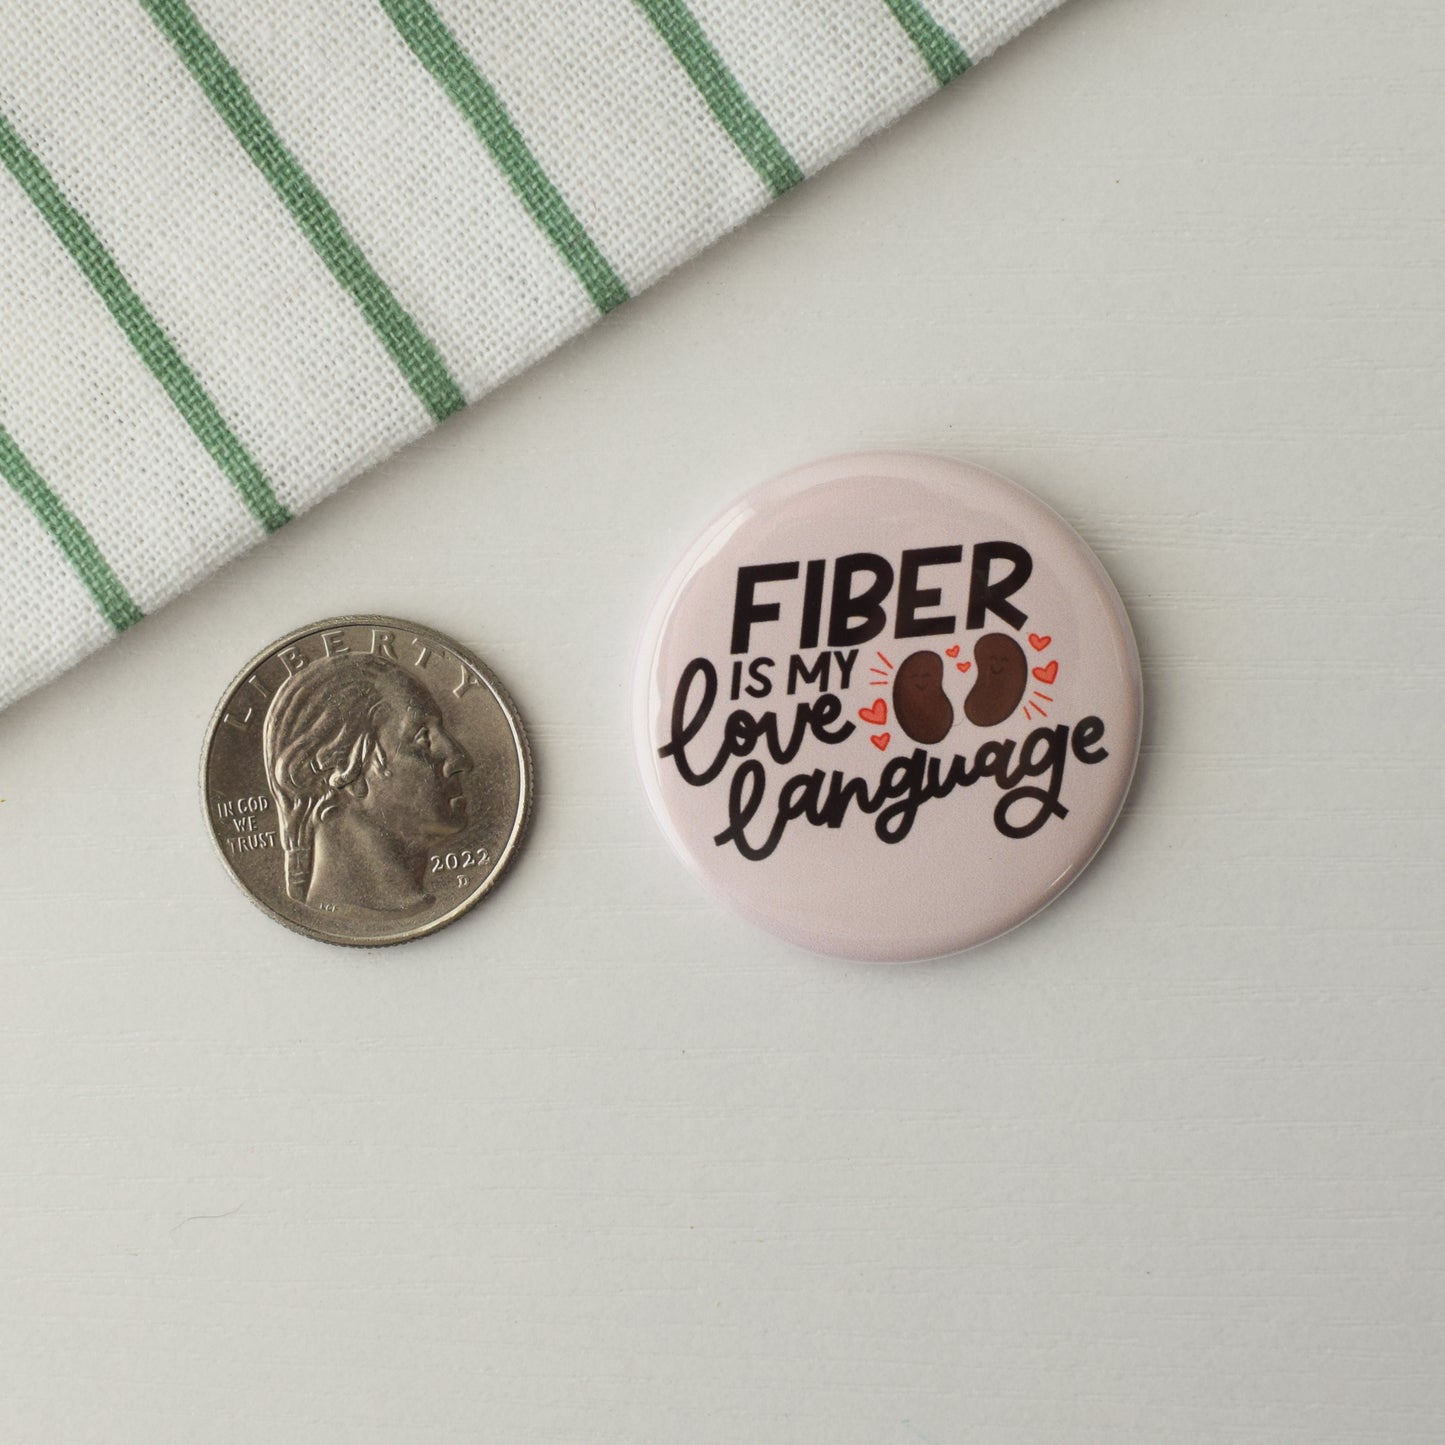 LIBERTY
IN GOD
WE
TRUST
2022
D
FIBER
IS MY
love
language